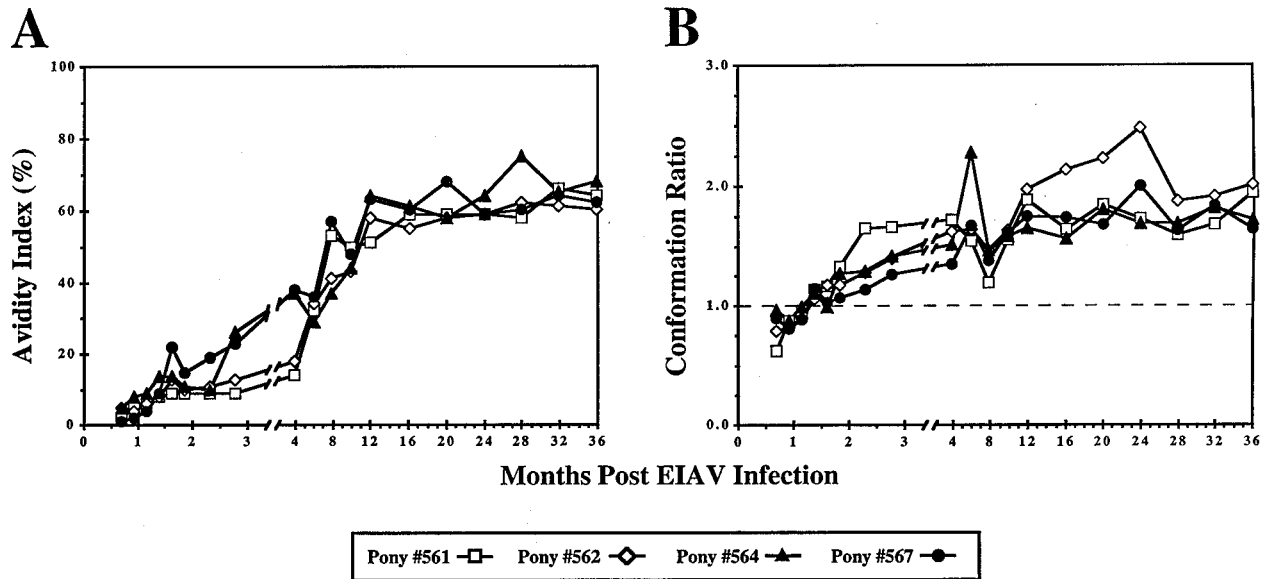 A
B
100
80
60
40
20
0
Avidity Index (%)
0 1 2 3 4 6 8 10 12 16 20 24 28 32 36
3.0
2.0
1.0
0.0
Conformation Ratio
0 1 2 3 4 8 12 16 20 24 28 32 36
Months Post EIAV Infection
Pony #561 Pony #562 Pony #564 Pony #567